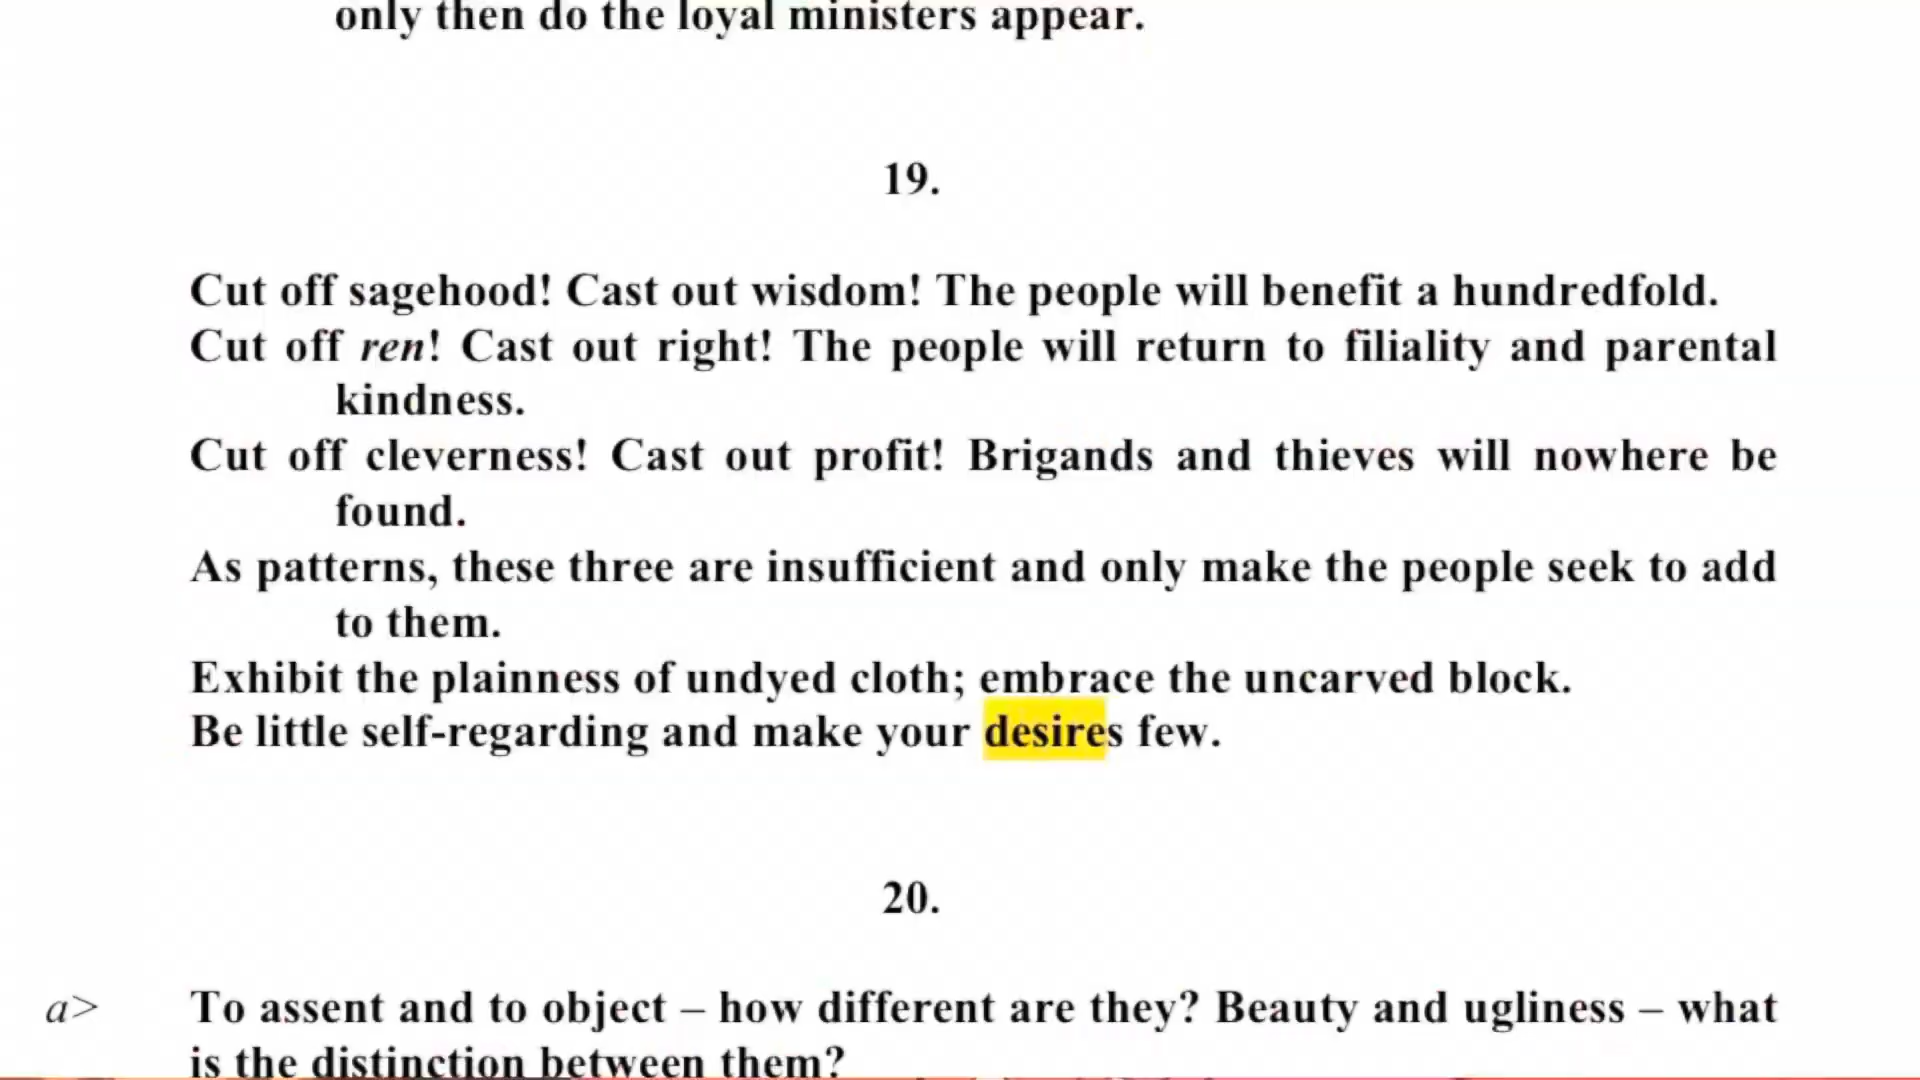 only then do the loyal ministers appear.
19.
Cut off sagehood! Cast out wisdom! The people will benefit a hundredfold.
Cut off ren! Cast out right! The people will return to filiality and parental
kindness.
Cut off cleverness! Cast out profit! Brigands and thieves will nowhere be
found.
As patterns, these three are insufficient and only make the people seek to add
to them.
Exhibit the plainness of undyed cloth; embrace the uncarved block.
Be little self-regarding and make your desires few.
20.
a> To assent and to object – how different are they? Beauty and ugliness – what
is the distinction between them?